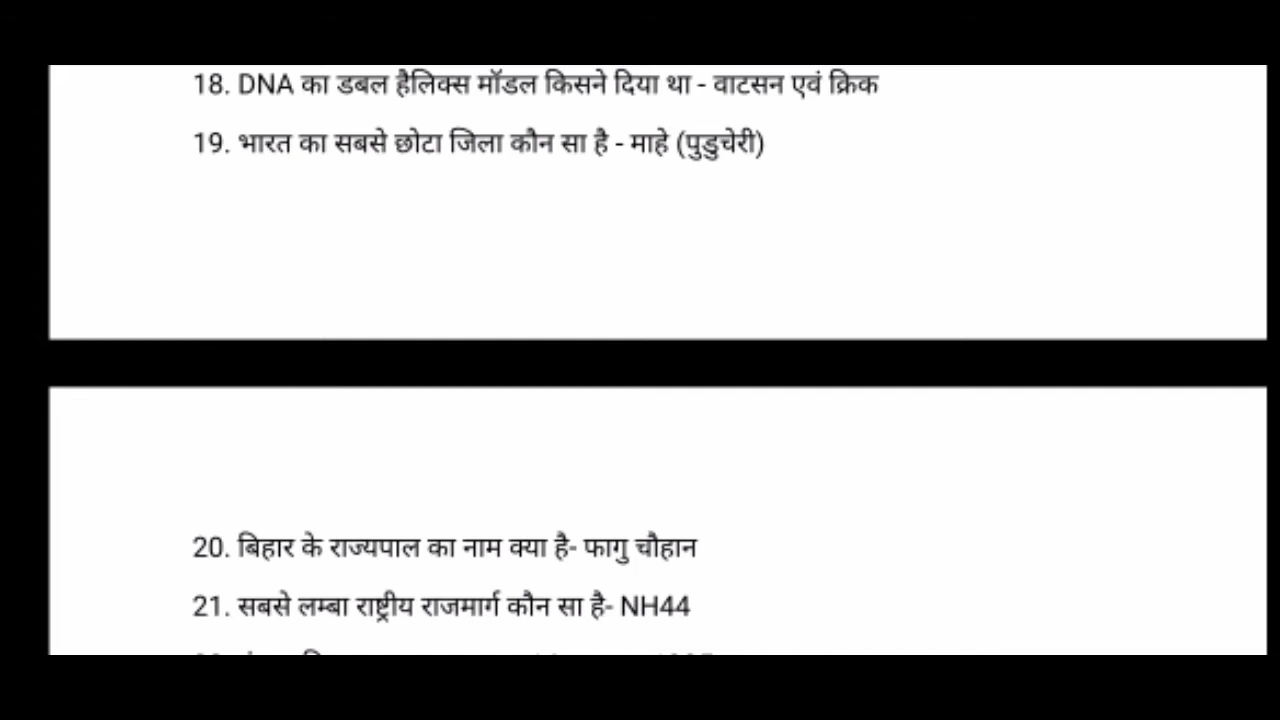 18. DNA का डबल हैलिक्स मॉडल किसने दिया था - वाटसन एवं क्रिक
19. भारत का सबसे छोटा जिला कौन सा है - माहे (पुडुचेरी)
20. बिहार के राज्यपाल का नाम क्या है- फागु चौहान
21. सबसे लम्बा राष्ट्रीय राजमार्ग कौन सा है- NH44